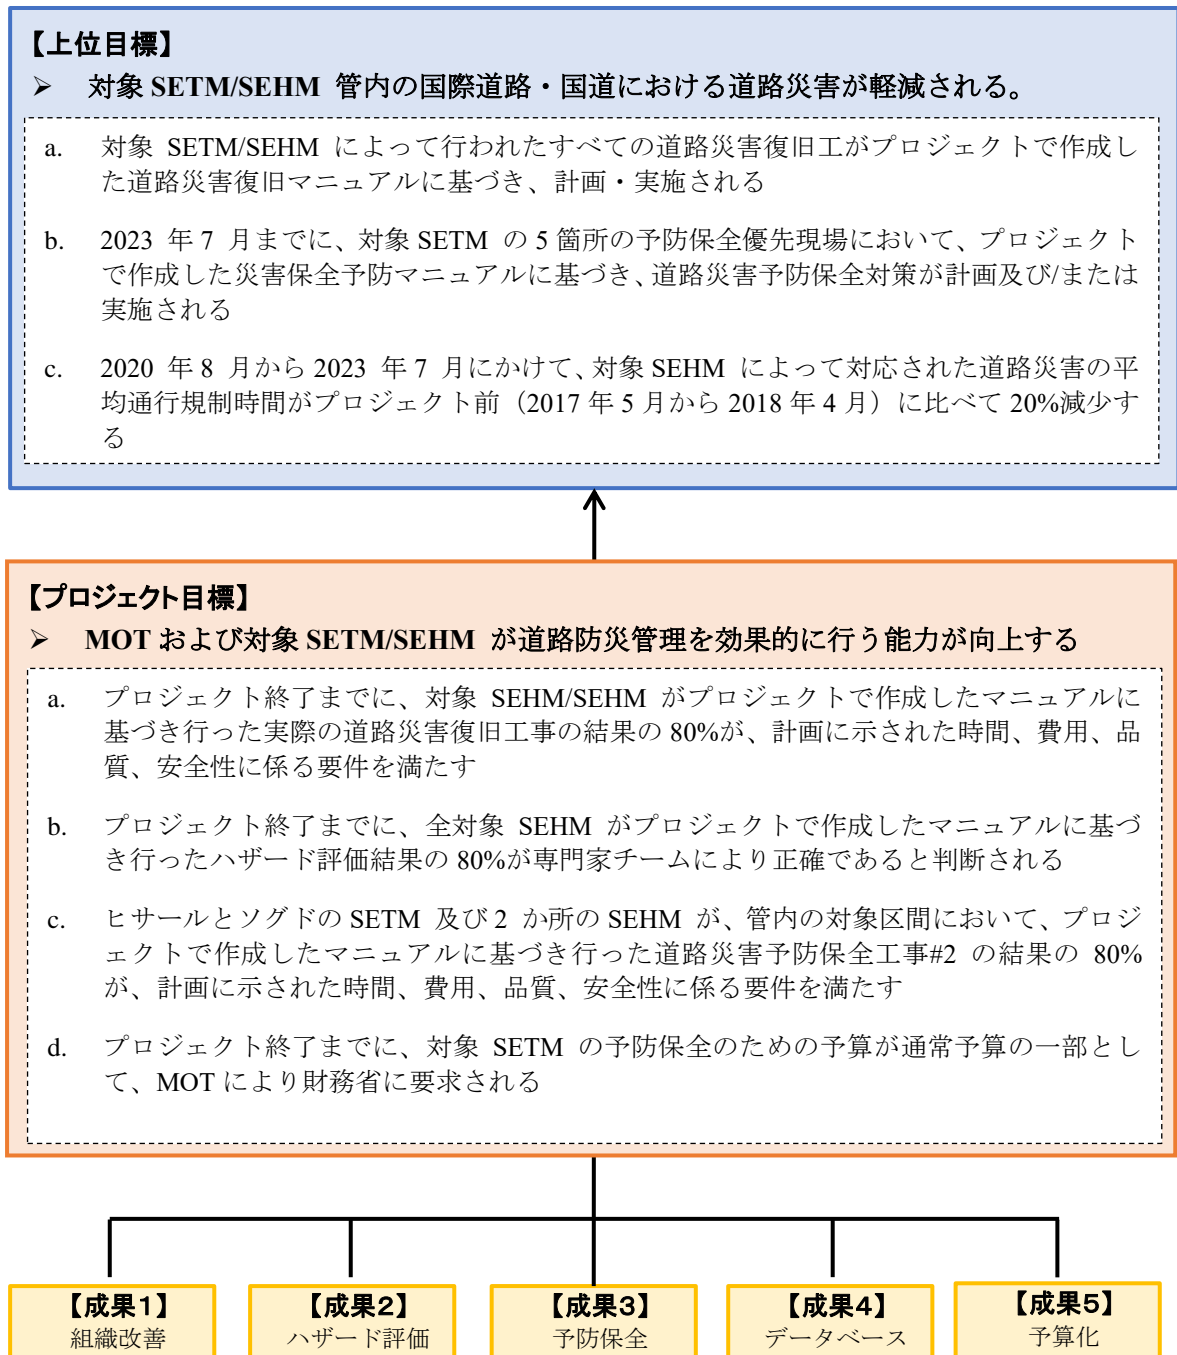 【上位目標】
➢ 対象 SETM/SEHM 管内の国際道路・国道における道路災害が軽減される。
a. 対象 SETM/SEHM によって行われたすべての道路災害復旧工がプロジェクトで作成し
た道路災害復旧マニュアルに基づき、計画・実施される
b. 2023 年 7 月までに、対象 SETM の 5 箇所の予防保全優先現場において、プロジェクト
で作成した災害保全予防マニュアルに基づき、道路災害予防保全対策が計画及び/または
実施される
c. 2020 年 8 月から 2023 年 7 月にかけて、対象 SEHM によって対応された道路災害の平
均通行規制時間がプロジェクト前（2017 年 5 月から 2018 年 4 月）に比べて 20%減少す
る
【プロジェクト目標】
➢ MOT および対象 SETM/SEHM が道路防災管理を効果的に行う能力が向上する
a. プロジェクト終了までに、対象 SEHM/SEHM がプロジェクトで作成したマニュアルに
基づき行った実際の道路災害復旧工事の結果の 80%が、計画に示された時間、費用、品
質、安全性に係る要件を満たす
b. プロジェクト終了までに、全対象 SEHM がプロジェクトで作成したマニュアルに基づ
き行ったハザード評価結果の 80%が専門家チームにより正確であると判断される
c. ヒサールとソグドの SETM 及び 2 か所の SEHM が、管内の対象区間において、プロジ
ェクトで作成したマニュアルに基づき行った道路災害予防保全工事#2 の結果の 80%
が、計画に示された時間、費用、品質、安全性に係る要件を満たす
d. プロジェクト終了までに、対象 SETM の予防保全のための予算が通常予算の一部とし
て、MOT により財務省に要求される
【成果１】
組織改善
【成果２】
ハザード評価
【成果３】
予防保全
【成果４】
データベース
【成果５】
予算化